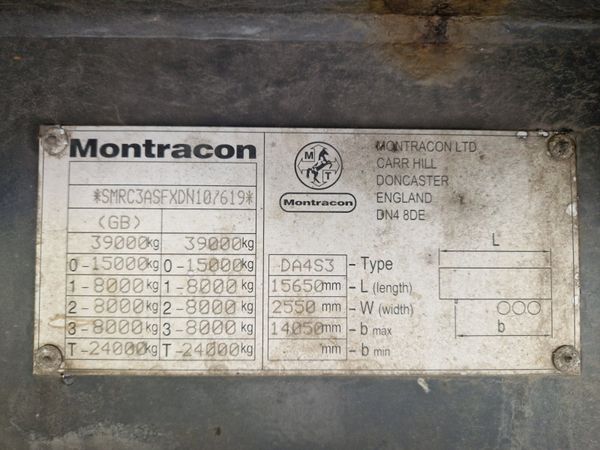 Montracon
*SMRC3ASFXDN107619*
(GB)
39000kg 39000kg
0-15000kg 0-15000kg
1-8000kg 1-8000kg
2-8000kg 2-8000kg
3-8000kg 3-8000kg
T-24000kg T-24000kg
M T
Montracon
MONTRACON LTD
CARR HILL
DONCASTER
ENGLAND
DN4 8DE
DA4S3 - Type
15650mm - L (length)
2550 mm - W (width)
14050mm - b max
mm - b min
L
b